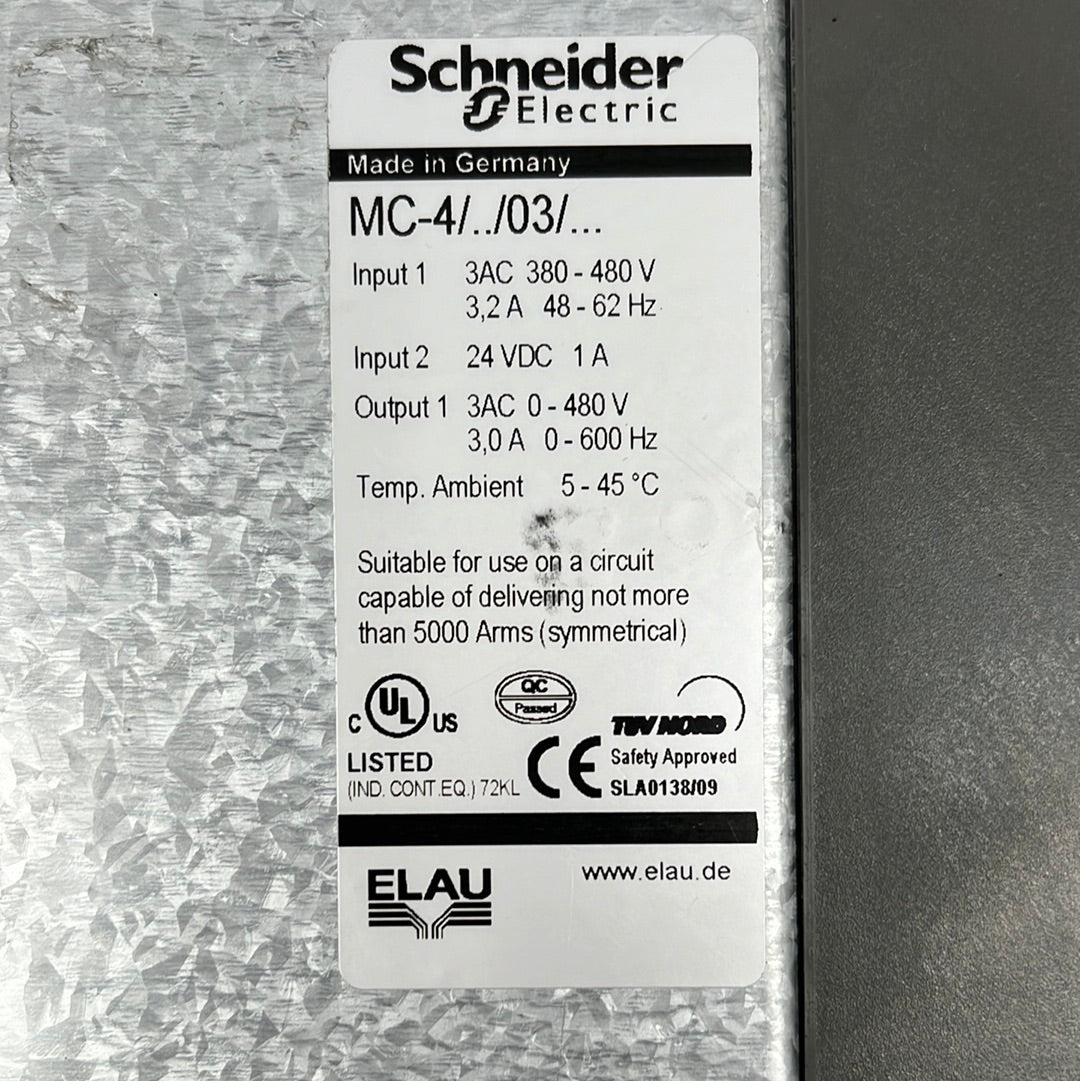 Schneider
Electric
Made in Germany
MC-4/../03/...
Input 1 3AC 380 - 480 V
3,2 A 48 - 62 Hz
Input 2 24 VDC 1 A
Output 1 3AC 0 - 480 V
3,0 A 0 - 600 Hz
Temp. Ambient 5 - 45 °C
Suitable for use on a circuit
capable of delivering not more
than 5000 Arms (symmetrical)
C UL US
QC
Passed
TÜV NORD
LISTED
CE
Safety Approved
(IND. CONT.EQ.) 72KL
SLA0138/09
ELAU
www.elau.de